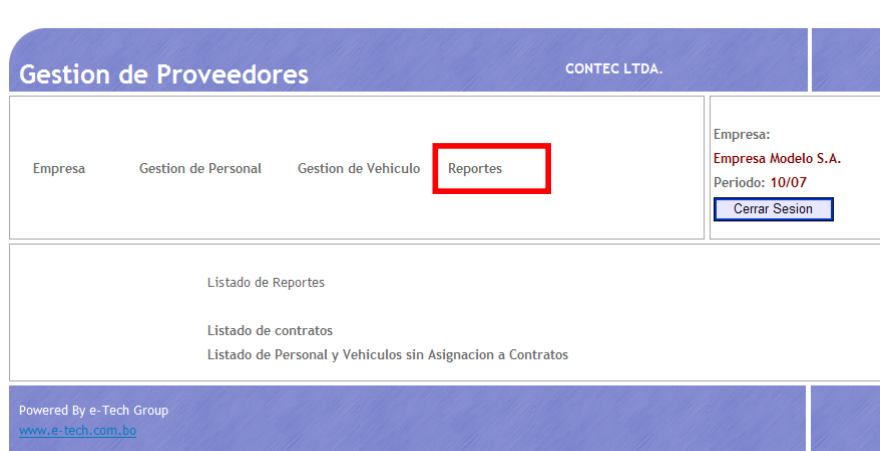 Gestion de Proveedores
CONTEC LTDA.
Empresa
Gestion de Personal
Gestion de Vehiculo
Reportes
Empresa:
Empresa Modelo S.A.
Periodo: 10/07
Cerrar Sesion
Listado de Reportes
Listado de contratos
Listado de Personal y Vehiculos sin Asignacion a Contratos
Powered By e-Tech Group
www.e-tech.com.bo